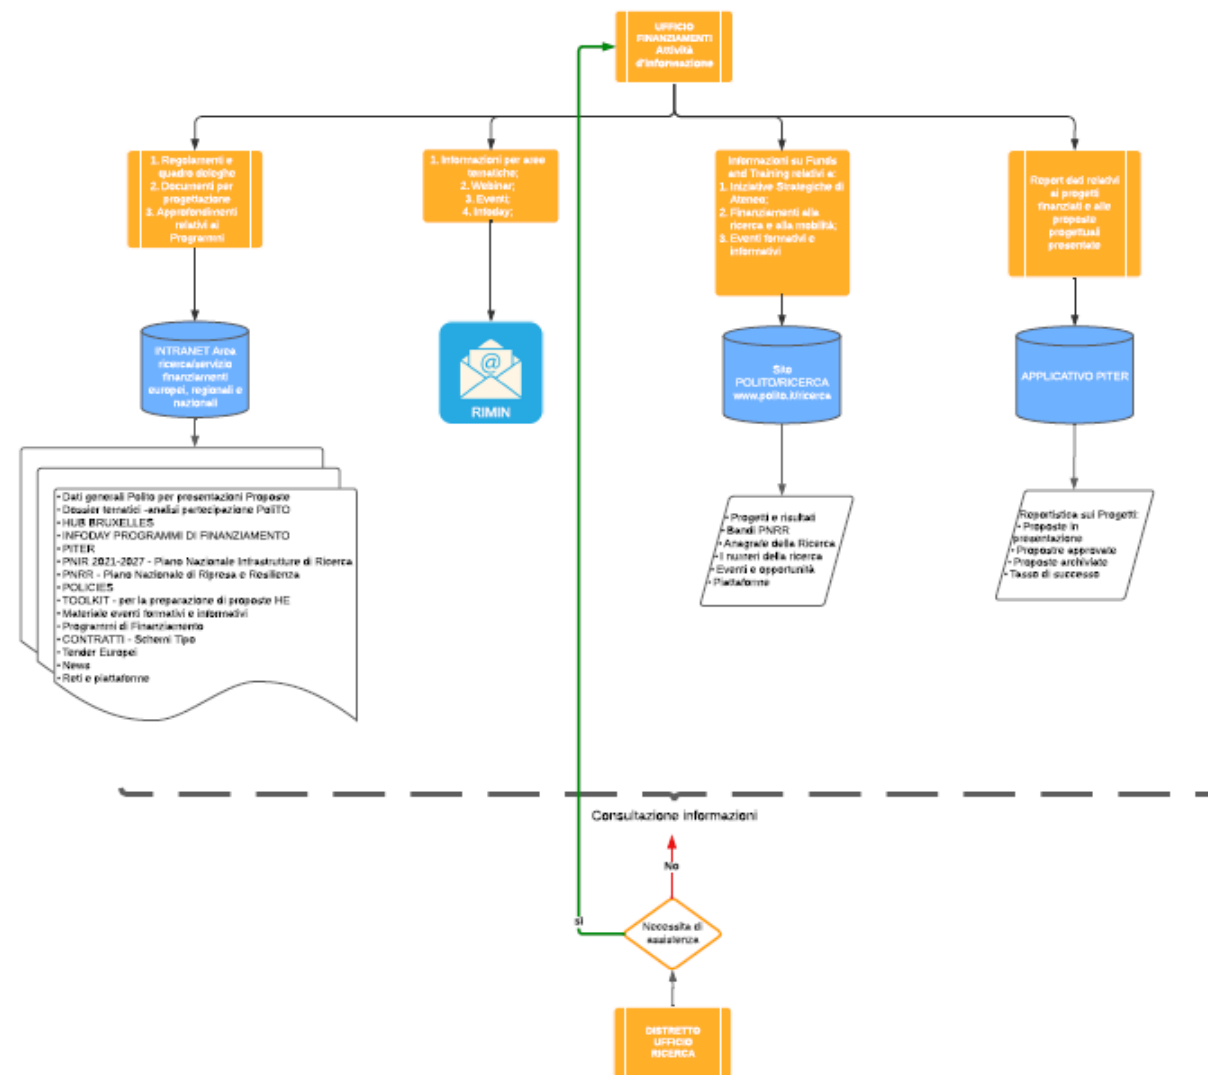 UFFICIO
FINANZIAMENTI
Attività
d'informazione
1. Regolamenti e
quadro deleghe
2. Documenti per
progettazione
3. Approfondimenti
relativi ai
Programmi
1. Informazioni per aree
tematiche;
2. Webinar;
3. Eventi;
4. Infoday;
Informazioni su Funds
and Training relativi a:
1. Iniziative Strategiche di
Ateneo;
2. Finanziamenti alla
ricerca e alla mobilità;
3. Eventi formativi e
informativi
Report dati relativi
ai progetti
finanziati e alle
proposte
progettuali
presentate
INTRANET Area
ricerca/servizio
finanziamenti
europei, regionali e
nazionali
@
RIMIN
Sito
POLITO/RICERCA
www.polito.it/ricerca
APPLICATIVO PITER
• Dati generali Polito per presentazioni Proposte
• Dossier tematici -analisi partecipazione PoliTO
• HUB BRUXELLES
• INFODAY PROGRAMMI DI FINANZIAMENTO
• PITER
• PNIR 2021-2027 - Piano Nazionale Infrastrutture di Ricerca
• PNRR - Piano Nazionale di Ripresa e Resilienza
• POLICIES
• TOOLKIT - per la preparazione di proposte HE
• Materiale eventi formativi e informativi
• Programmi di Finanziamento
• CONTRATTI - Schemi Tipo
• Tender Europei
• News
• Reti e piattaforme
• Progetti e risultati
• Bandi PNRR
• Anagrafe della Ricerca
• I numeri della ricerca
• Eventi e opportunità
• Piattaforme
Reportistica sui Progetti:
• Proposte in
presentazione
• Propostre approvate
• Proposte archiviate
• Tasso di successo
Consultazione informazioni
No
si
Necessita di
assistenza
DISTRETTO
UFFICIO
RICERCA